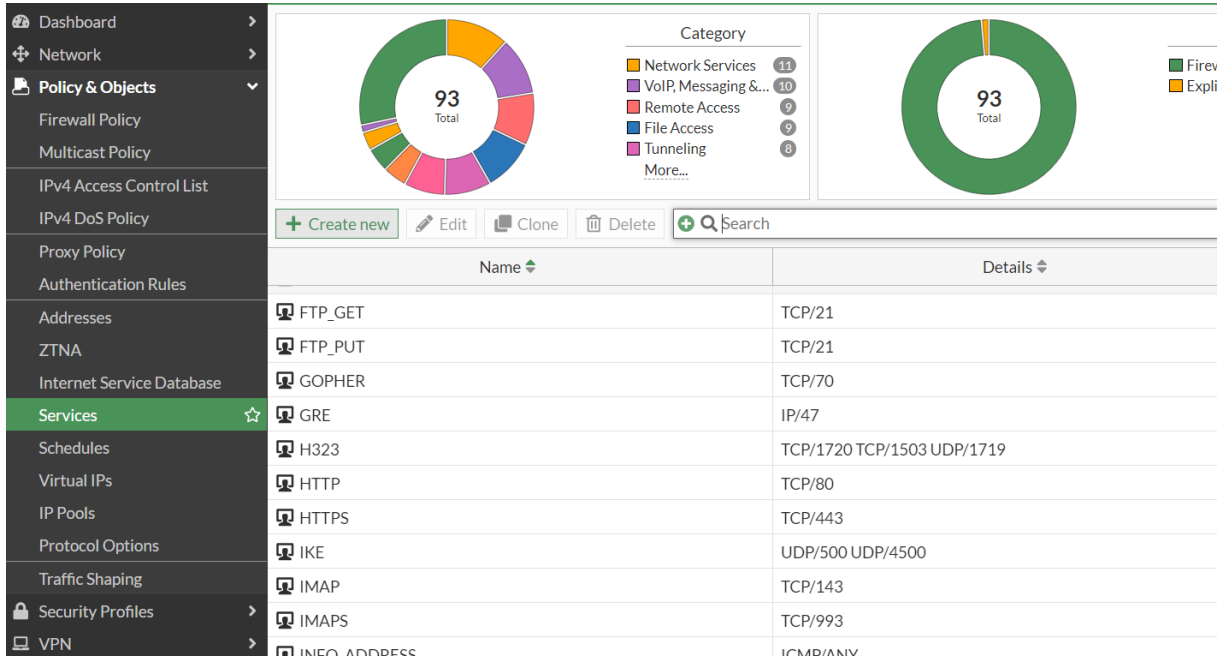 Dashboard
Network
Policy & Objects
Firewall Policy
Multicast Policy
IPv4 Access Control List
IPv4 DoS Policy
Proxy Policy
Authentication Rules
Addresses
ZTNA
Internet Service Database
Services
Schedules
Virtual IPs
IP Pools
Protocol Options
Traffic Shaping
Security Profiles
VPN
93
Total
Category
Network Services 11
VoIP, Messaging &... 10
Remote Access 9
File Access 9
Tunneling 8
More...
93
Total
Firew
Expli
Create new Edit Clone Delete Search
Name Details
FTP_GET TCP/21
FTP_PUT TCP/21
GOPHER TCP/70
GRE IP/47
H323 TCP/1720 TCP/1503 UDP/1719
HTTP TCP/80
HTTPS TCP/443
IKE UDP/500 UDP/4500
IMAP TCP/143
IMAPS TCP/993
INFO_ADDRESS ICMP/ANY